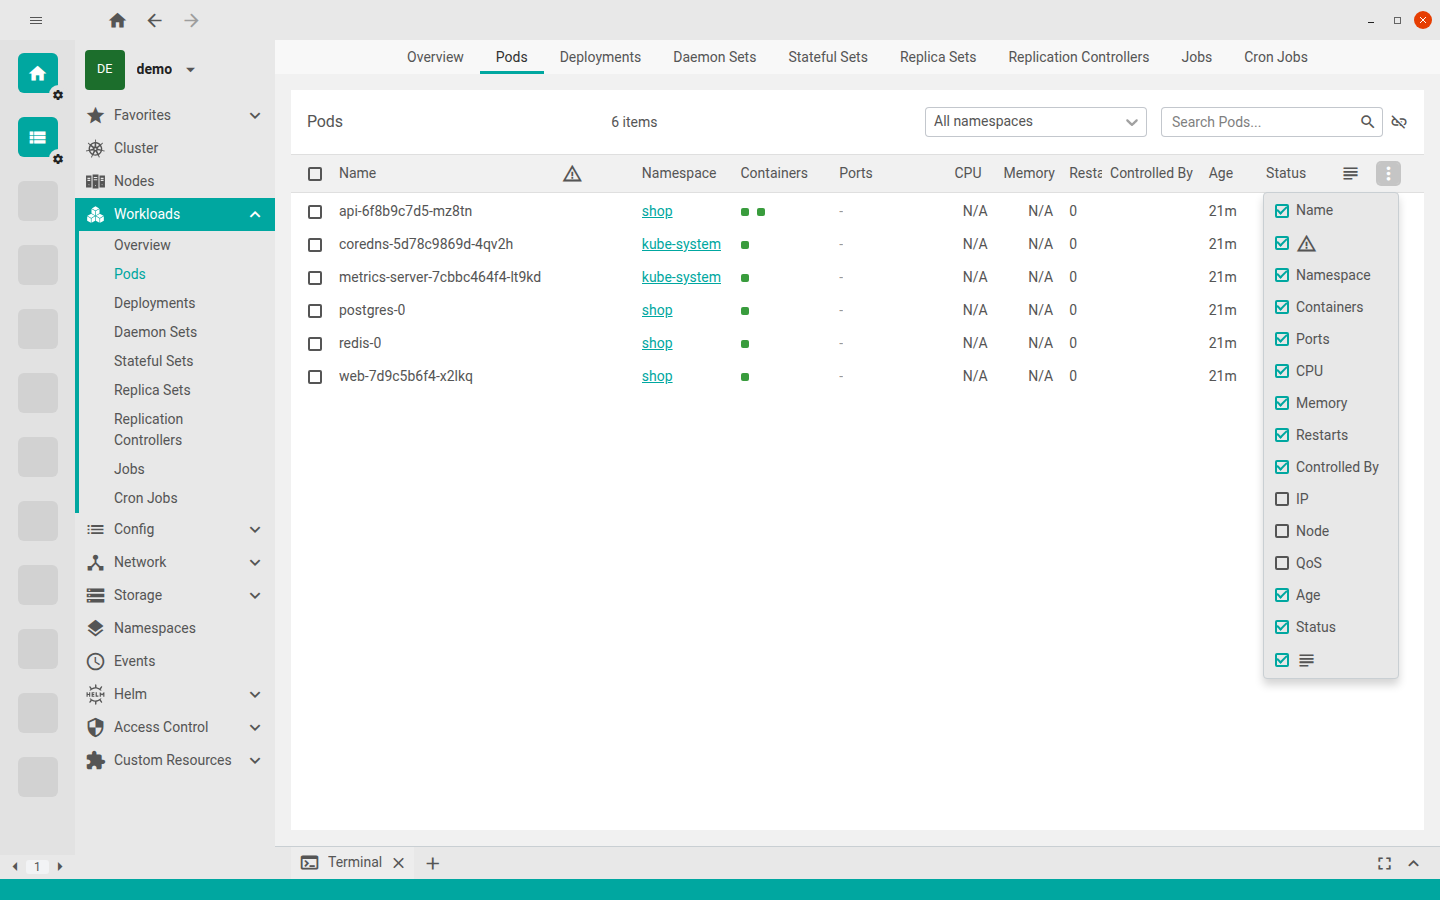 DE
demo
Favorites
Cluster
Nodes
Workloads
Overview
Pods
Deployments
Daemon Sets
Stateful Sets
Replica Sets
Replication
Controllers
Jobs
Cron Jobs
Config
Network
Storage
Namespaces
Events
HELM
Helm
Access Control
Custom Resources
1
Overview Pods Deployments Daemon Sets Stateful Sets Replica Sets Replication Controllers Jobs Cron Jobs
Pods 6 items All namespaces Search Pods...
Name Namespace Containers Ports CPU Memory Resta Controlled By Age Status
api-6f8b9c7d5-mz8tn shop - N/A N/A 0 21m
coredns-5d78c9869d-4qv2h kube-system - N/A N/A 0 21m
metrics-server-7cbbc464f4-lt9kd kube-system - N/A N/A 0 21m
postgres-0 shop - N/A N/A 0 21m
redis-0 shop - N/A N/A 0 21m
web-7d9c5b6f4-x2lkq shop - N/A N/A 0 21m
Name
Namespace
Containers
Ports
CPU
Memory
Restarts
Controlled By
IP
Node
QoS
Age
Status
Terminal